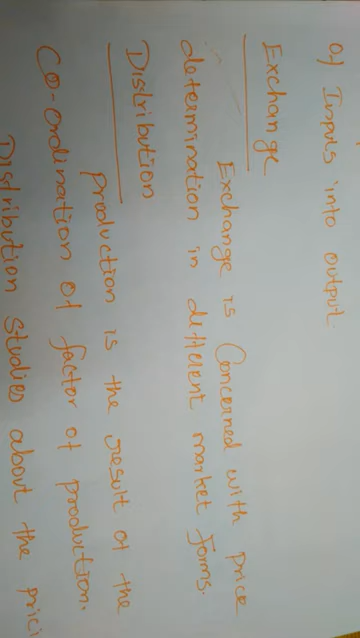 of Inputs into output.
Exchange
Exchange is Concerned with price
determination in different market forms.
Distribution
production is the result of the
Co-ordination of factor of production.
Distribution studies about the prici